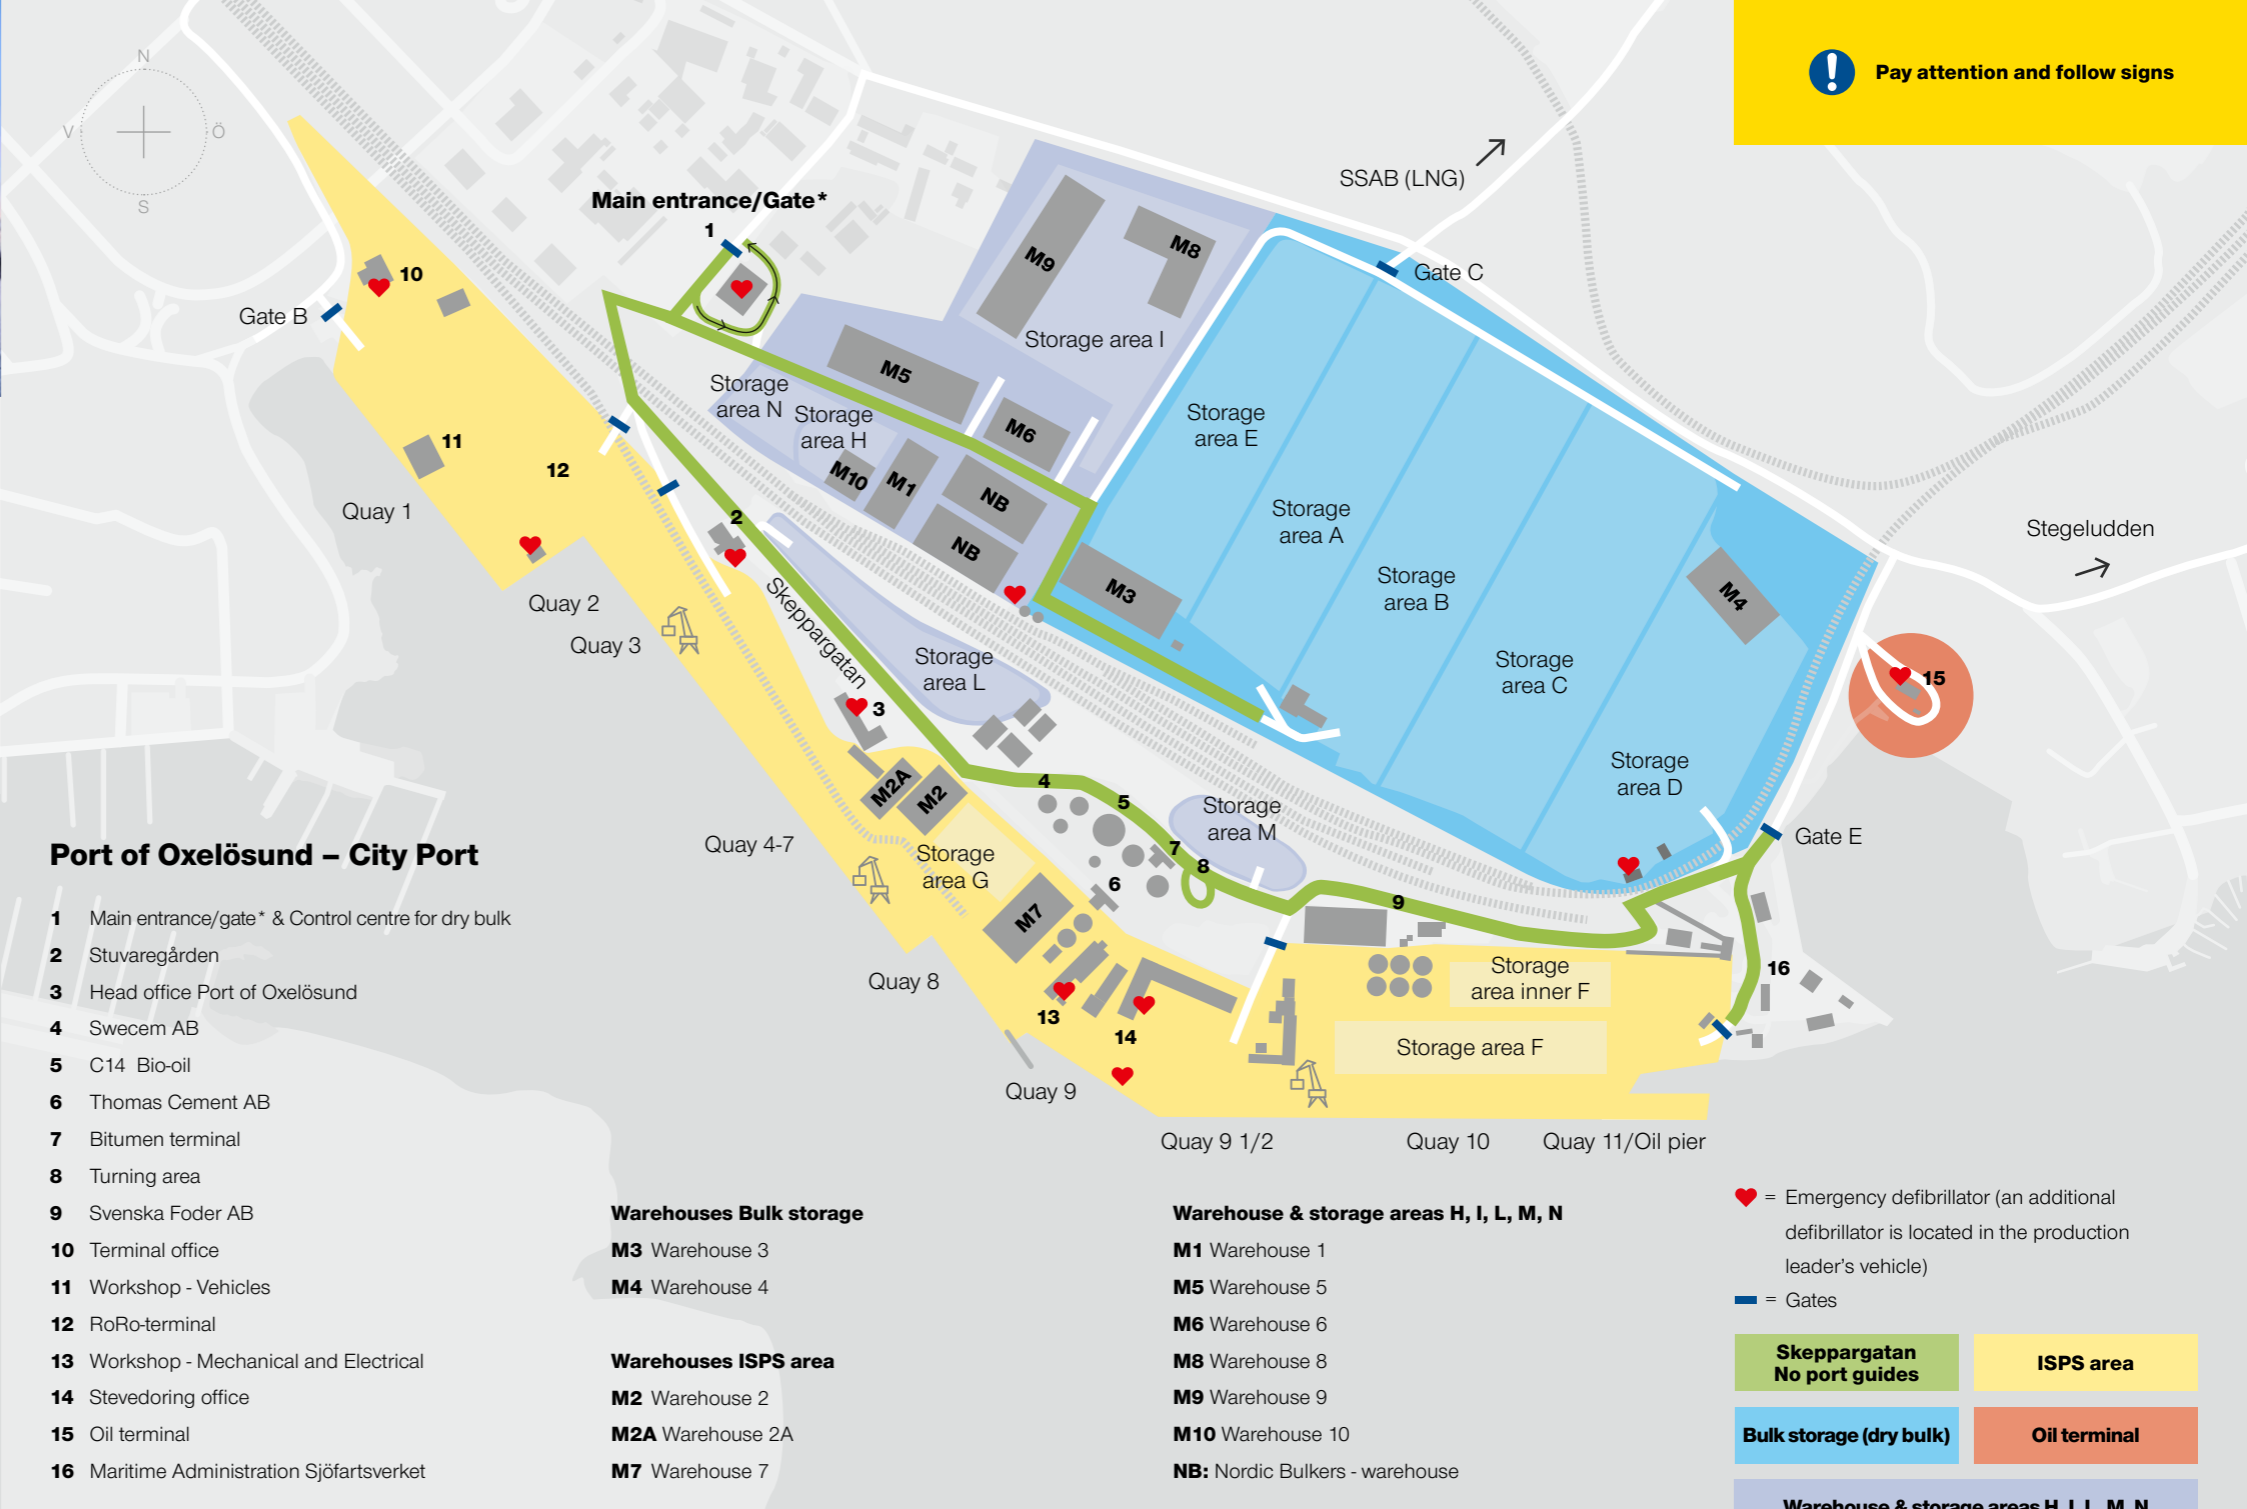 Pay attention and follow signs
N
V
Ö
S
SSAB (LNG)
Main entrance/Gate*
1
M9
M8
10
Gate C
Gate B
Storage area I
M5
Storage
area N
Storage
area H
Storage
area E
M6
11
12
M10
M1
NB
Quay 1
2
Storage
area A
Stegeludden
NB
M3
Storage
area B
M4
Quay 2
Quay 3
Skeppargatan
Storage
area L
Storage
area C
15
3
Storage
area D
4
5
M2A
M2
Storage
area M
Gate E
Quay 4-7
7
8
Storage
area G
6
9
M7
Storage
area inner F
16
Quay 8
13
14
Storage area F
Quay 9
Quay 9 1/2
Quay 10
Quay 11/Oil pier
Port of Oxelösund – City Port
1 Main entrance/gate* & Control centre for dry bulk
2 Stuvaregården
3 Head office Port of Oxelösund
4 Swecem AB
5 C14 Bio-oil
6 Thomas Cement AB
7 Bitumen terminal
8 Turning area
9 Svenska Foder AB
10 Terminal office
11 Workshop - Vehicles
12 RoRo-terminal
13 Workshop - Mechanical and Electrical
14 Stevedoring office
15 Oil terminal
16 Maritime Administration Sjöfartsverket
Warehouses Bulk storage
M3 Warehouse 3
M4 Warehouse 4
Warehouses ISPS area
M2 Warehouse 2
M2A Warehouse 2A
M7 Warehouse 7
Warehouse & storage areas H, I, L, M, N
M1 Warehouse 1
M5 Warehouse 5
M6 Warehouse 6
M8 Warehouse 8
M9 Warehouse 9
M10 Warehouse 10
NB: Nordic Bulkers - warehouse
= Emergency defibrillator (an additional
defibrillator is located in the production
leader's vehicle)
= Gates
Skeppargatan
No port guides
ISPS area
Bulk storage (dry bulk)
Oil terminal
Warehouse & storage areas H, I, L, M, N